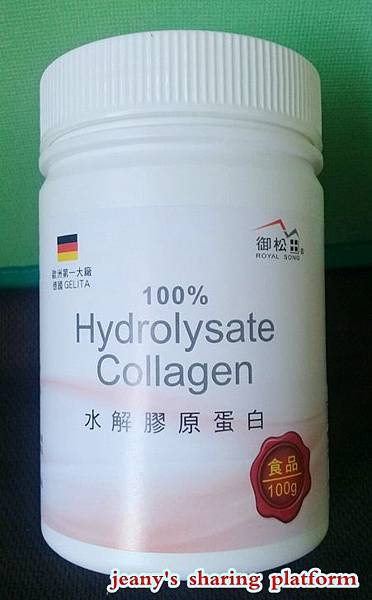 御松田
ROYAL SONG
歐洲第一大廠
德國 GELITA
100%
Hydrolysate
Collagen
水解膠原蛋白
食品
100g
jeany's sharing platform